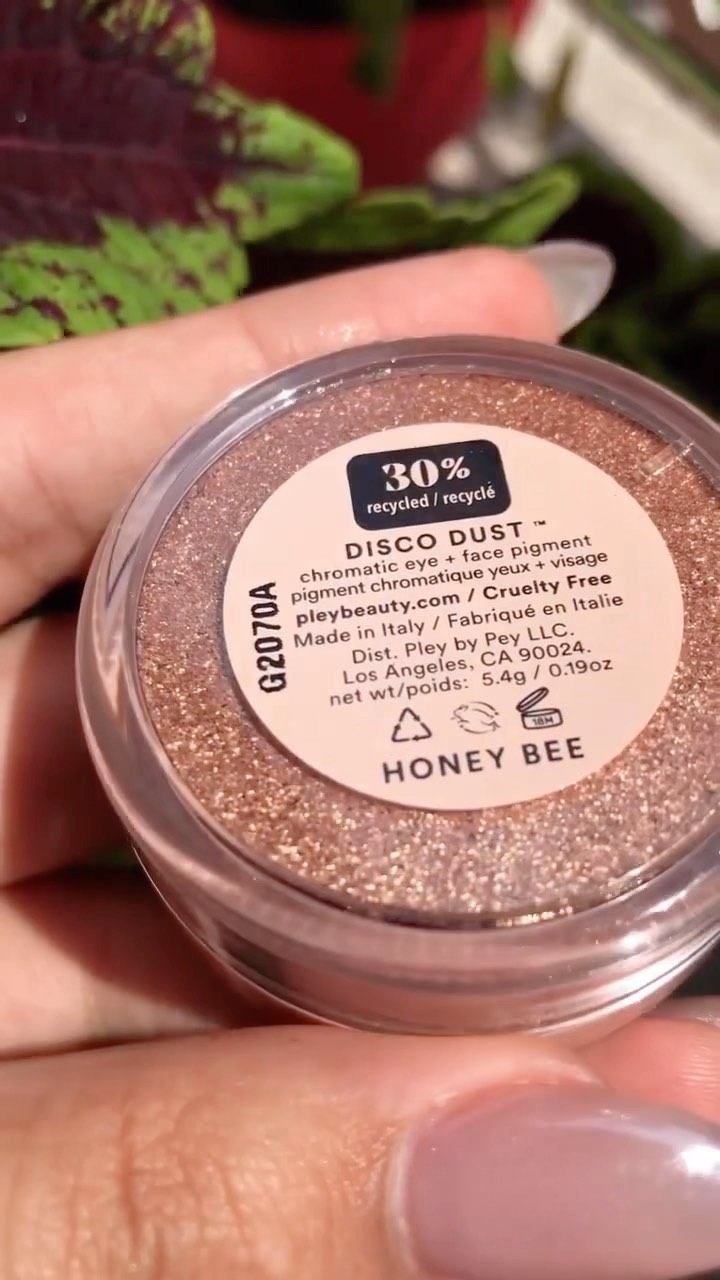 30%
recycled / recyclé
DISCO DUST™
chromatic eye + face pigment
pigment chromatique yeux + visage
pleybeauty.com / Cruelty Free
Made in Italy / Fabriqué en Italie
Dist. Pley by Pey LLC.
Los Angeles, CA 90024.
net wt/poids: 5.4g / 0.19oz
18M
HONEY BEE
G2070A